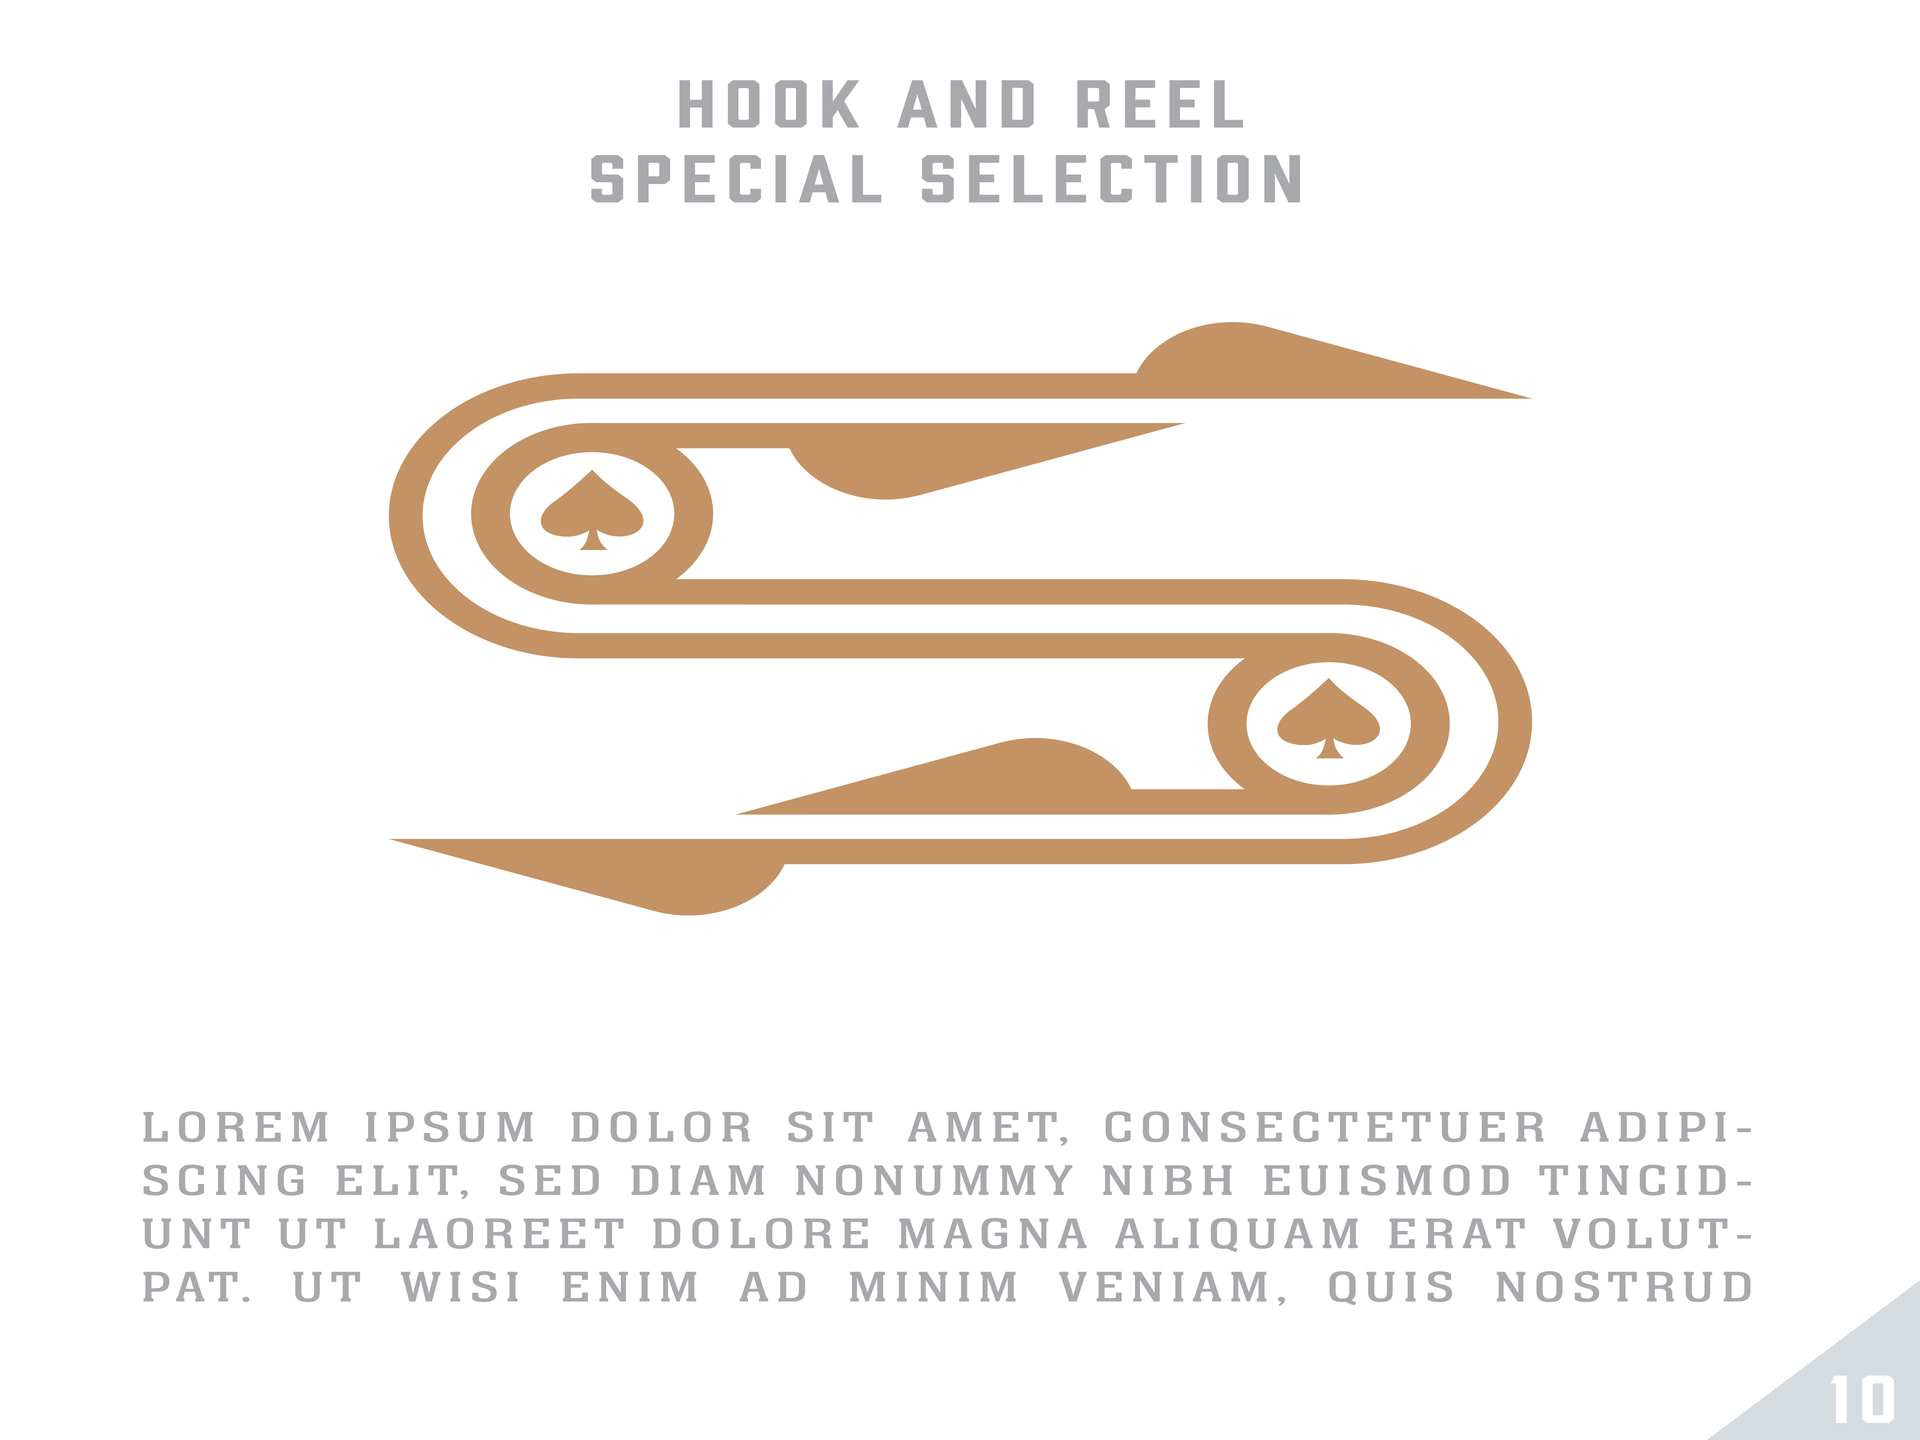 HOOK AND REEL
SPECIAL SELECTION
LOREM IPSUM DOLOR SIT AMET, CONSECTETUER ADIPI-
SCING ELIT, SED DIAM NONUMMY NIBH EUISMOD TINCID-
UNT UT LAOREET DOLORE MAGNA ALIQUAM ERAT VOLUT-
PAT. UT WISI ENIM AD MINIM VENIAM, QUIS NOSTRUD
10